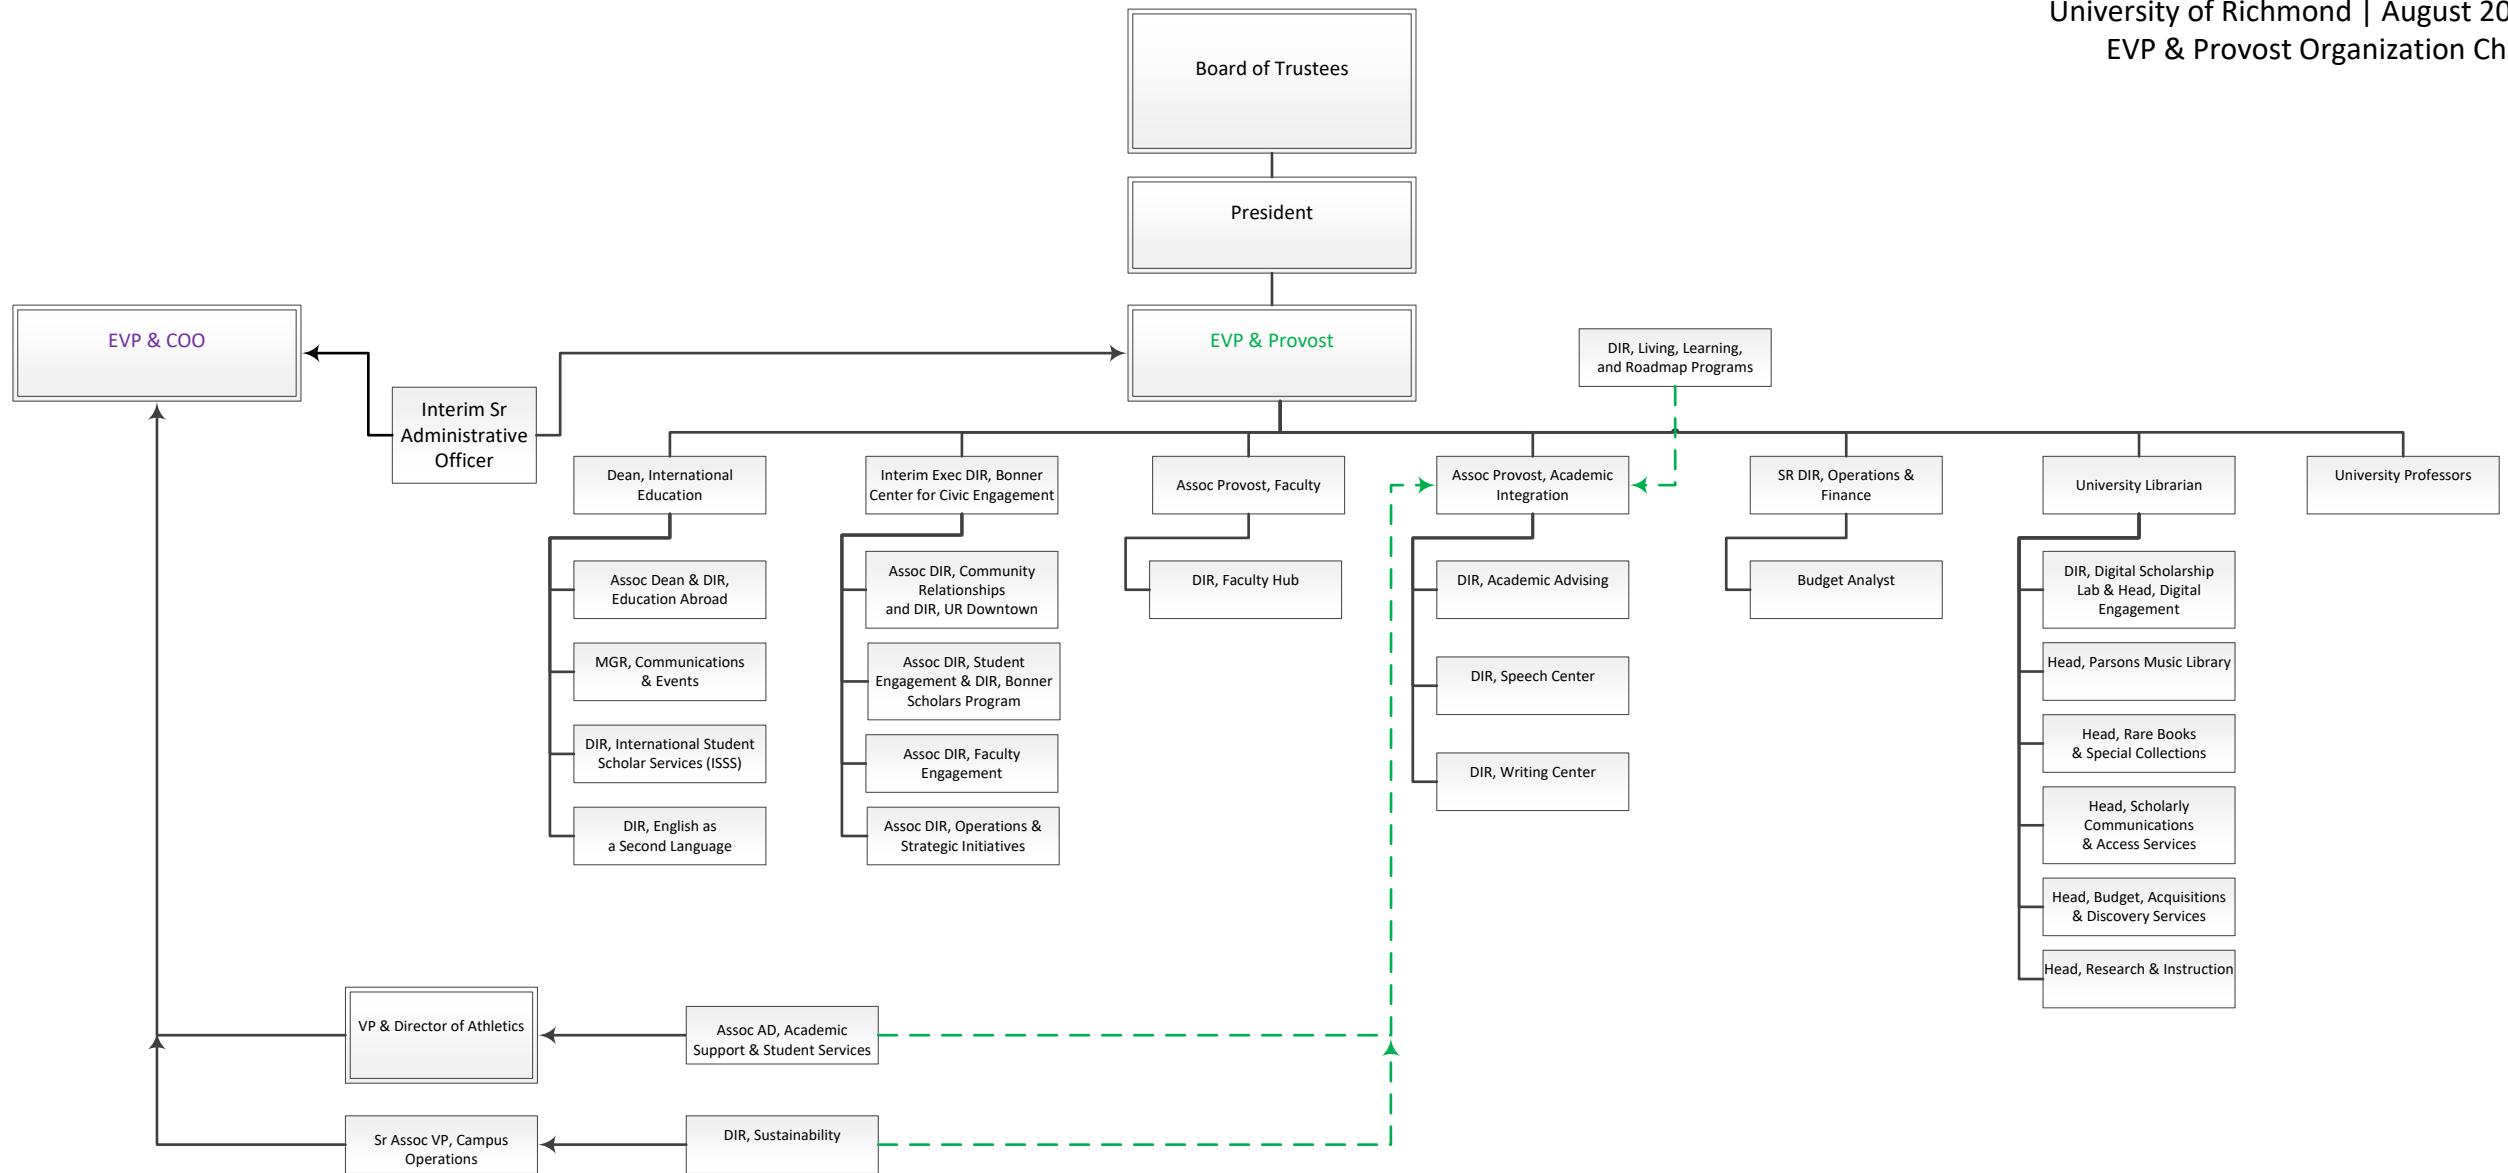 University of Richmond | August
EVP & Provost Organization
Board of Trustees
President
EVP & COO
EVP & Provost
DIR, Living, Learning,
and Roadmap Programs
Interim Sr
Administrative
Officer
Dean, International
Education
Interim Exec DIR, Bonner
Center for Civic Engagement
Assoc Provost, Faculty
Assoc Provost, Academic
Integration
SR DIR, Operations &
Finance
University Librarian
University Professors
Assoc Dean & DIR,
Education Abroad
MGR, Communications
& Events
DIR, International Student
Scholar Services (ISSS)
DIR, English as
a Second Language
Assoc DIR, Community
Relationships
and DIR, UR Downtown
Assoc DIR, Student
Engagement & DIR, Bonner
Scholars Program
Assoc DIR, Faculty
Engagement
Assoc DIR, Operations &
Strategic Initiatives
DIR, Faculty Hub
DIR, Academic Advising
DIR, Speech Center
DIR, Writing Center
Budget Analyst
DIR, Digital Scholarship
Lab & Head, Digital
Engagement
Head, Parsons Music Library
Head, Rare Books
& Special Collections
Head, Scholarly
Communications
& Access Services
Head, Budget, Acquisitions
& Discovery Services
Head, Research & Instruction
VP & Director of Athletics
Assoc AD, Academic
Support & Student Services
Sr Assoc VP, Campus
Operations
DIR, Sustainability